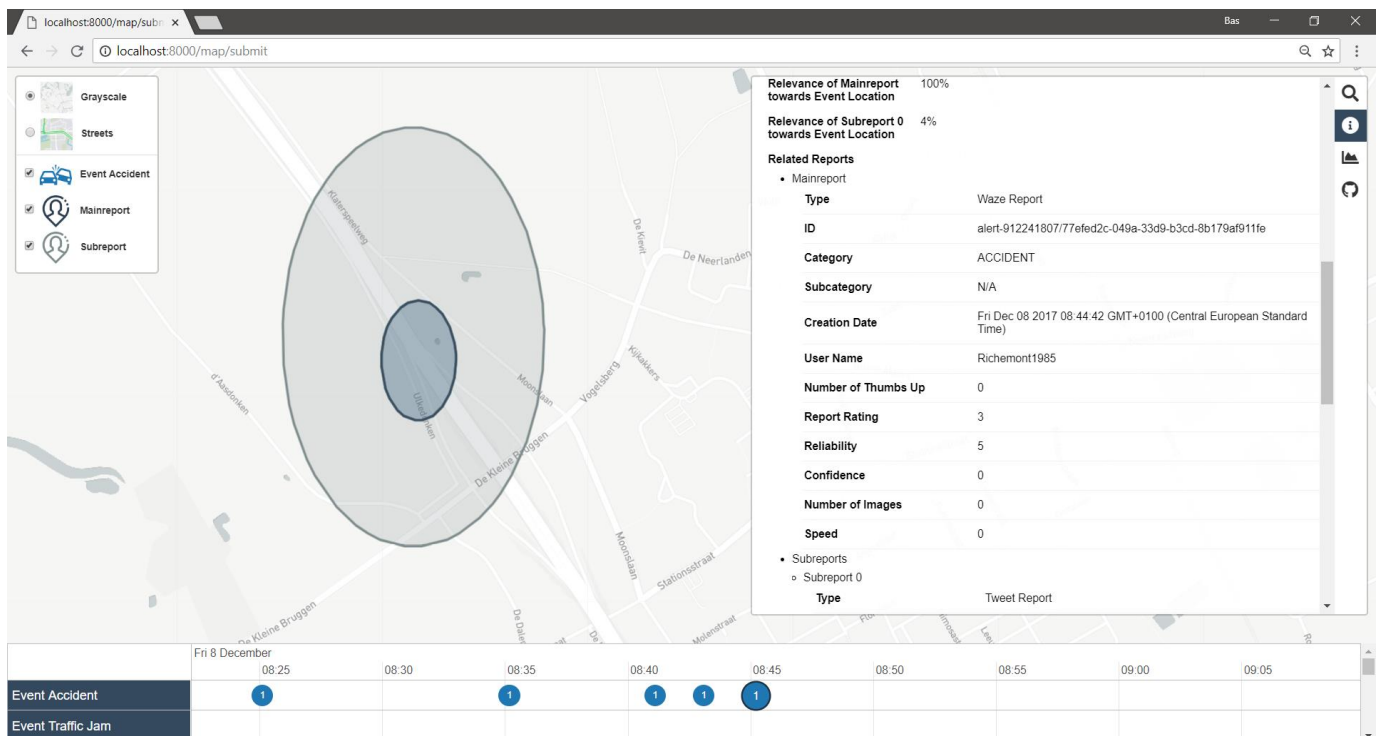 localhost:8000/map/subm
Bas
localhost:8000/map/submit
Grayscale
Streets
Event Accident
Mainreport
Subreport
Klaterspeelweg
De Kievit
De Neerlanden
d'Aasdonken
Kijkakkers
Moonslaan
Vogelsberg
De Kleine Bruggen
Moonslaan
Stationsstraat
De Kleine Bruggen
Molenstraat
Relevance of Mainreport 100%
towards Event Location
Relevance of Subreport 0 4%
towards Event Location
Related Reports
• Mainreport
Type Waze Report
ID alert-912241807/77efed2c-049a-33d9-b3cd-8b179af911fe
Category ACCIDENT
Subcategory N/A
Creation Date Fri Dec 08 2017 08:44:42 GMT+0100 (Central European Standard
Time)
User Name Richemont1985
Number of Thumbs Up 0
Report Rating 3
Reliability 5
Confidence 0
Number of Images 0
Speed 0
• Subreports
Subreport 0
Type Tweet Report
Fri 8 December
08:25 08:30 08:35 08:40 08:45 08:50 08:55 09:00 09:05
Event Accident 1 1 1 1 1
Event Traffic Jam